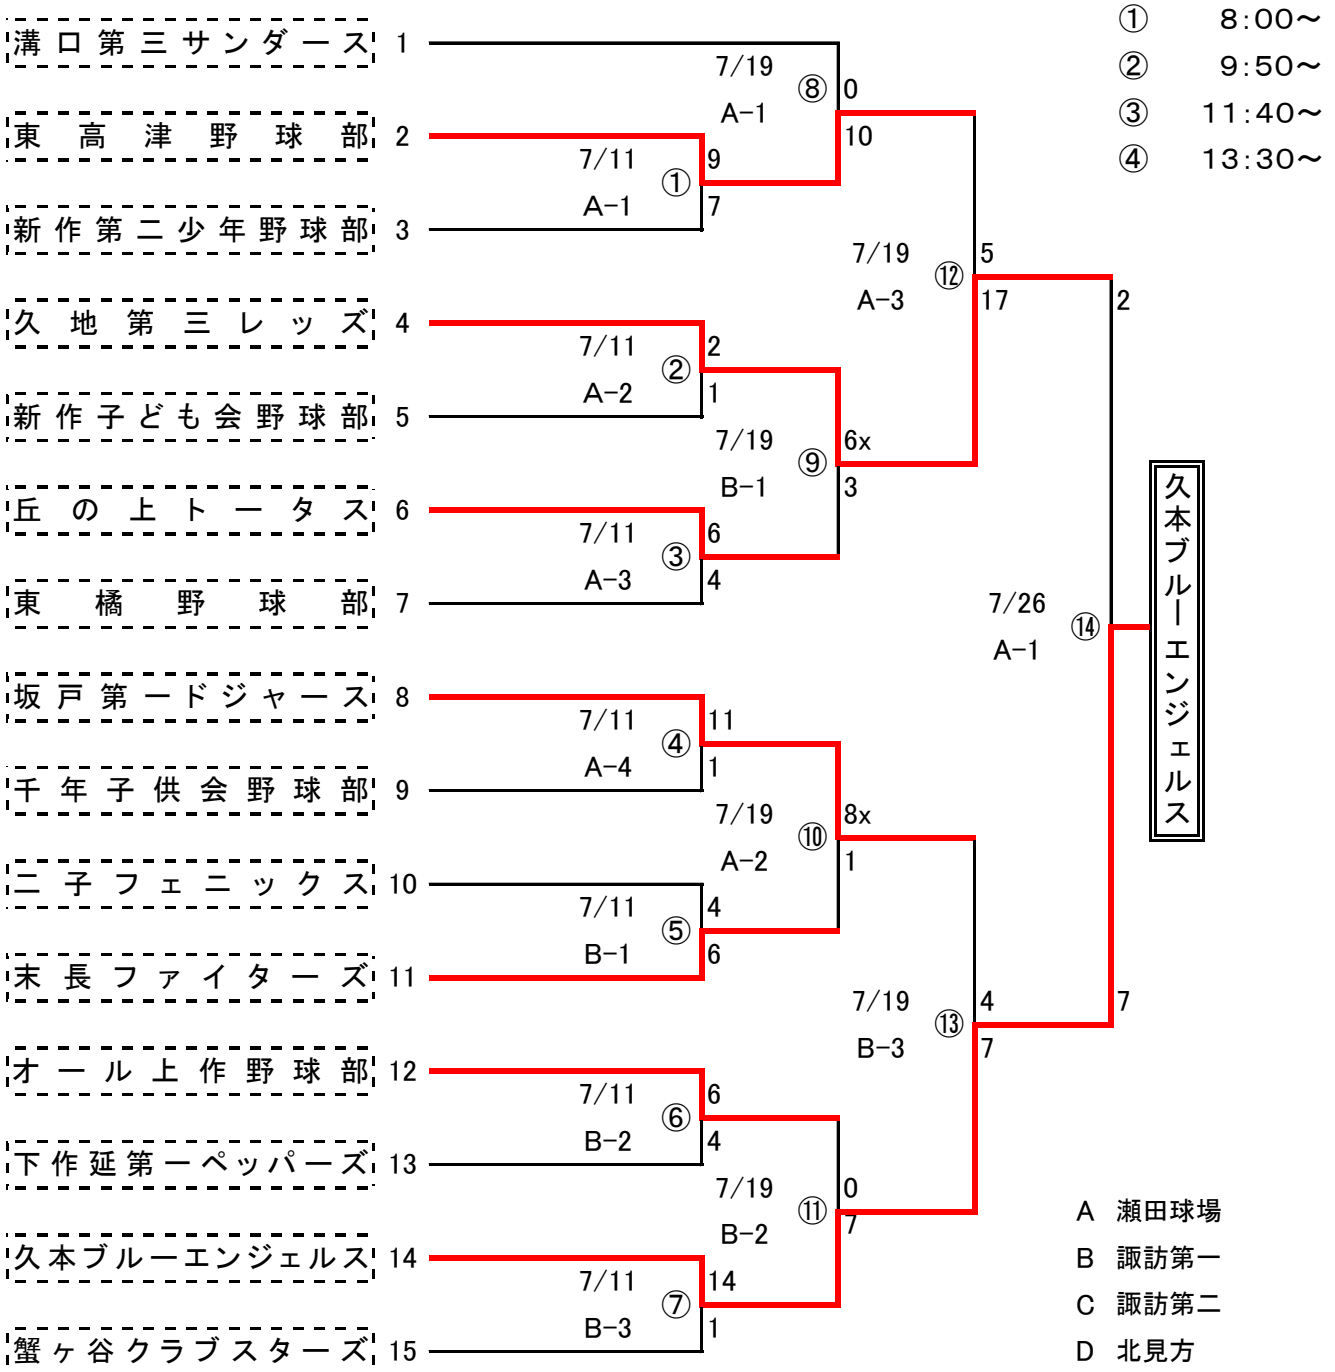 溝口第三サンダース 1
東高津野球部 2
新作第二少年野球部 3
久地第三レッズ 4
新作子ども会野球部 5
丘の上トータス 6
東橘野球部 7
坂戸第一ドジャース 8
千年子供会野球部 9
二子フェニックス 10
末長ファイターズ 11
オール上作野球部 12
下作延第一ペッパーズ 13
久本ブルーエンジェルス 14
蟹ヶ谷クラブスターズ 15
7/11 ① 9
A-1 7
7/11 ② 2
A-2 1
7/11 ③ 6
A-3 4
7/11 ④ 11
A-4 1
7/11 ⑤ 4
B-1 6
7/11 ⑥ 6
B-2 4
7/11 ⑦ 14
B-3 1
7/19 ⑧ 0
A-1 10
7/19 ⑨ 6x
B-1 3
7/19 ⑩ 8x
A-2 1
7/19 ⑪ 0
B-2 7
7/19 ⑫ 5
A-3 17
7/19 ⑬ 4
B-3 7
2
7/26 ⑭
A-1
7
久本ブルーエンジェルス
① 8:00～
② 9:50～
③ 11:40～
④ 13:30～
A 瀬田球場
B 諏訪第一
C 諏訪第二
D 北見方